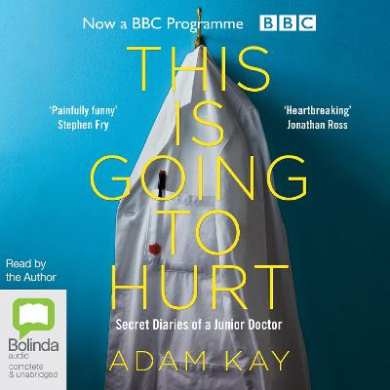 Now a BBC Programme
BBC
THIS
IS
GOING
TO
HURT
'Painfully funny'
Stephen Fry
'Heartbreaking'
Jonathan Ross
Secret Diaries of a Junior Doctor
ADAM KAY
Read by
the Author
Bolinda
audio
complete
& unabridged